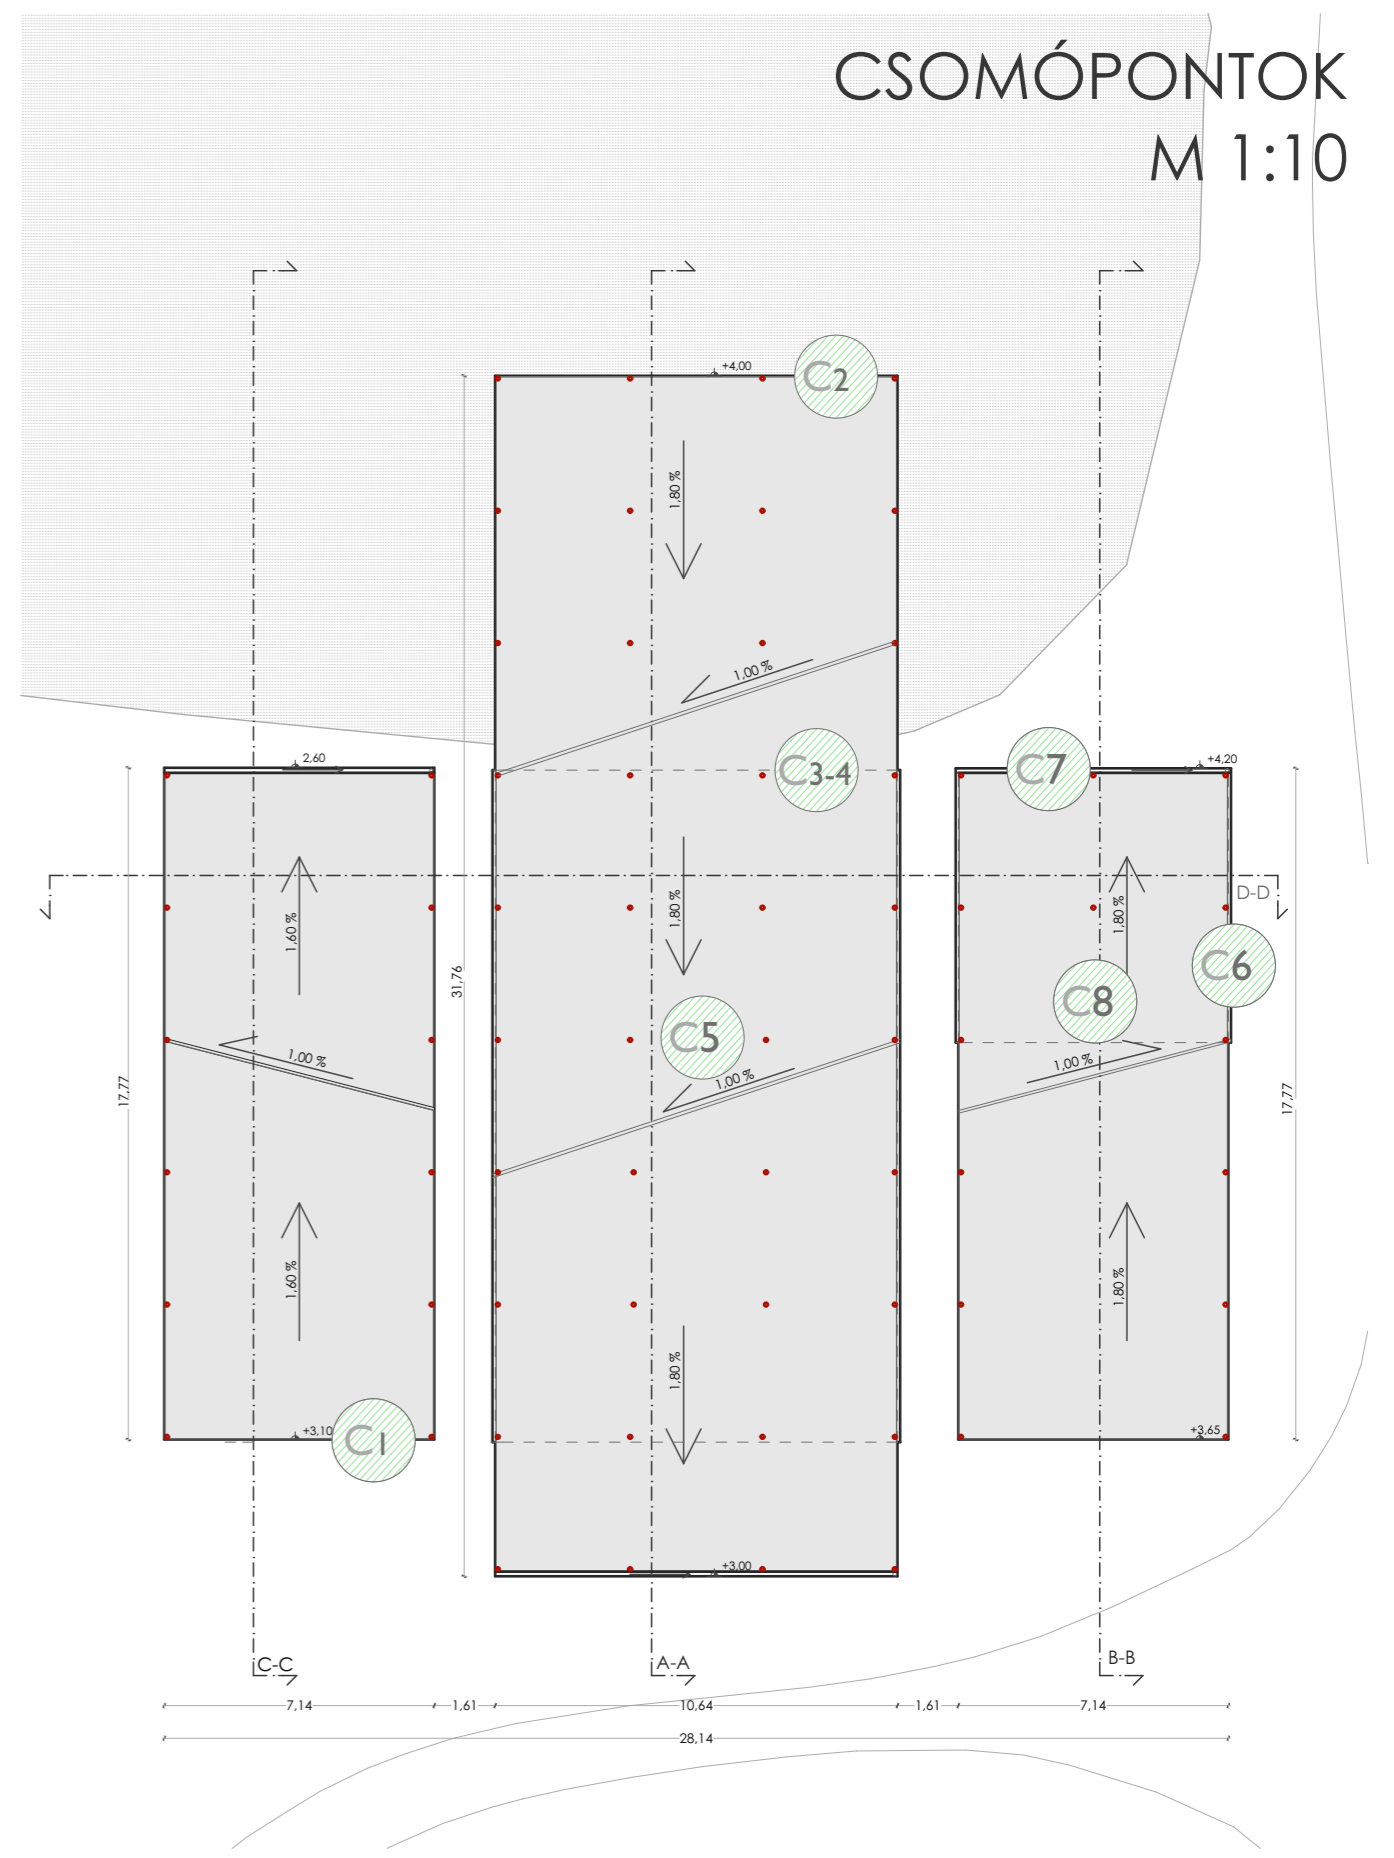 CSOMÓPONTOK
M 1:10
+4,00
C2
1,80 %
1,00 %
2,60
C3-4
C7
+4,20
D-D
1,60 %
1,80 %
1,80 %
C6
31,76
C8
C5
1,00 %
1,00 %
1,00 %
17,77
17,77
1,60 %
1,80 %
1,80 %
+3,10
C1
+3,65
+3,00
C-C
A-A
B-B
7,14
1,61
10,64
1,61
7,14
28,14